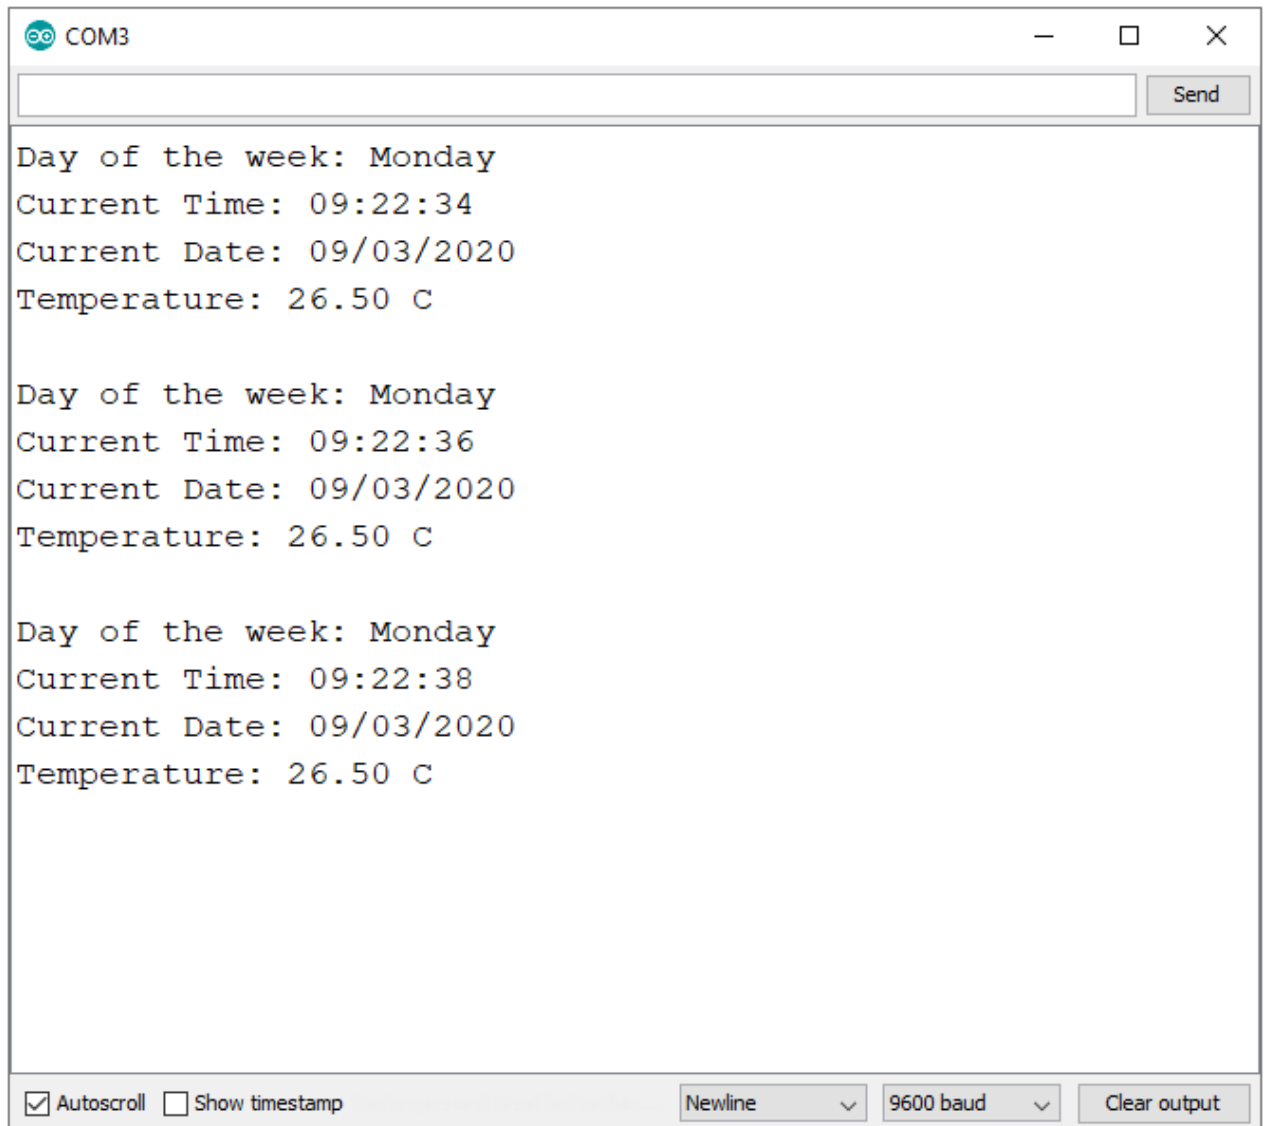 COM3
Send
Day of the week: Monday
Current Time: 09:22:34
Current Date: 09/03/2020
Temperature: 26.50 C
Day of the week: Monday
Current Time: 09:22:36
Current Date: 09/03/2020
Temperature: 26.50 C
Day of the week: Monday
Current Time: 09:22:38
Current Date: 09/03/2020
Temperature: 26.50 C
Autoscroll Show timestamp Newline 9600 baud Clear output